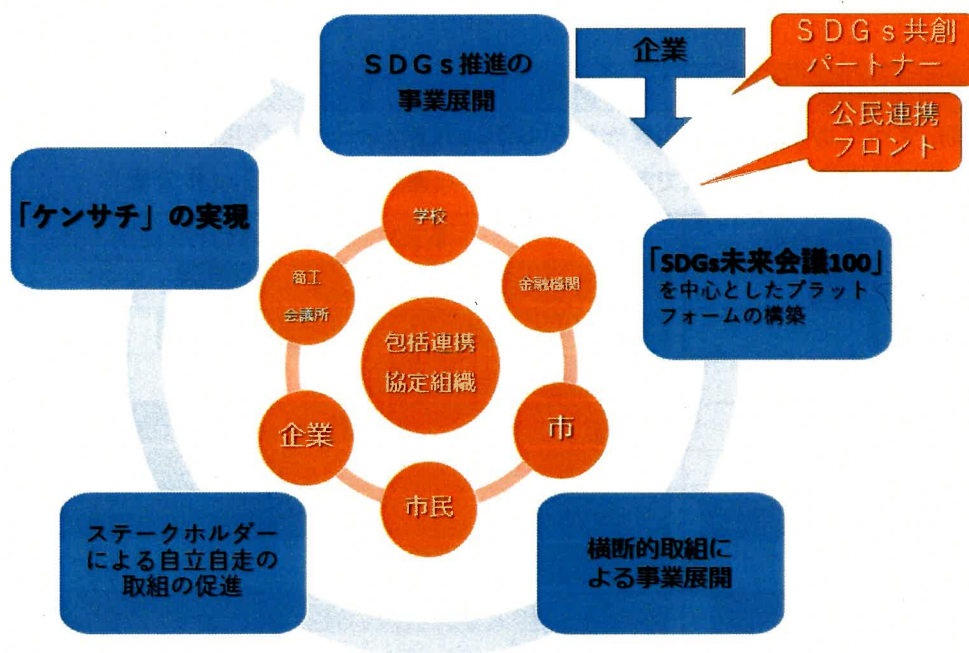 ＳＤＧｓ推進の
事業展開
企業
ＳＤＧｓ共創
パートナー
公民連携
フロント
「SDGs未来会議100」
を中心としたプラット
フォームの構築
横断的取組に
よる事業展開
ステークホルダー
による自立自走の
取組の促進
「ケンサチ」の実現
学校
金融機関
市
市民
企業
商工
会議所
包括連携
協定組織